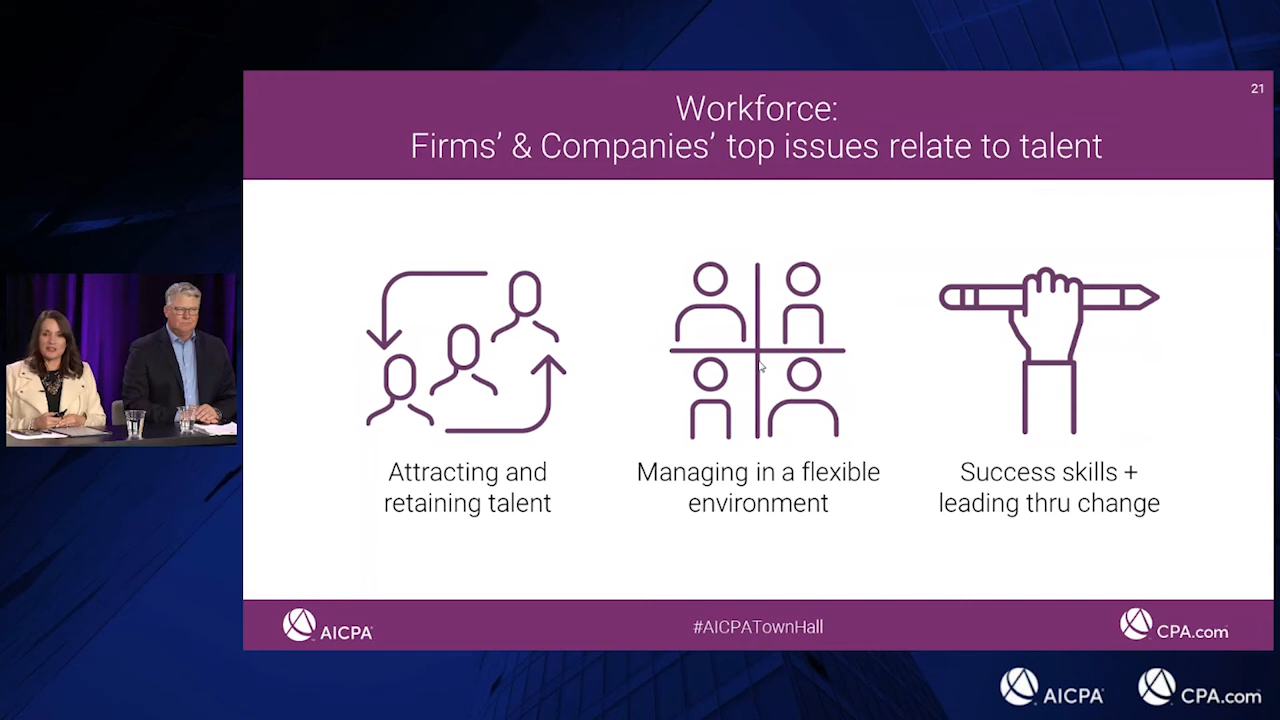 21
Workforce:
Firms’ & Companies’ top issues relate to talent
Attracting and
retaining talent
Managing in a flexible
environment
Success skills +
leading thru change
AICPA
#AICPATownHall
CPA.com
AICPA
CPA.com